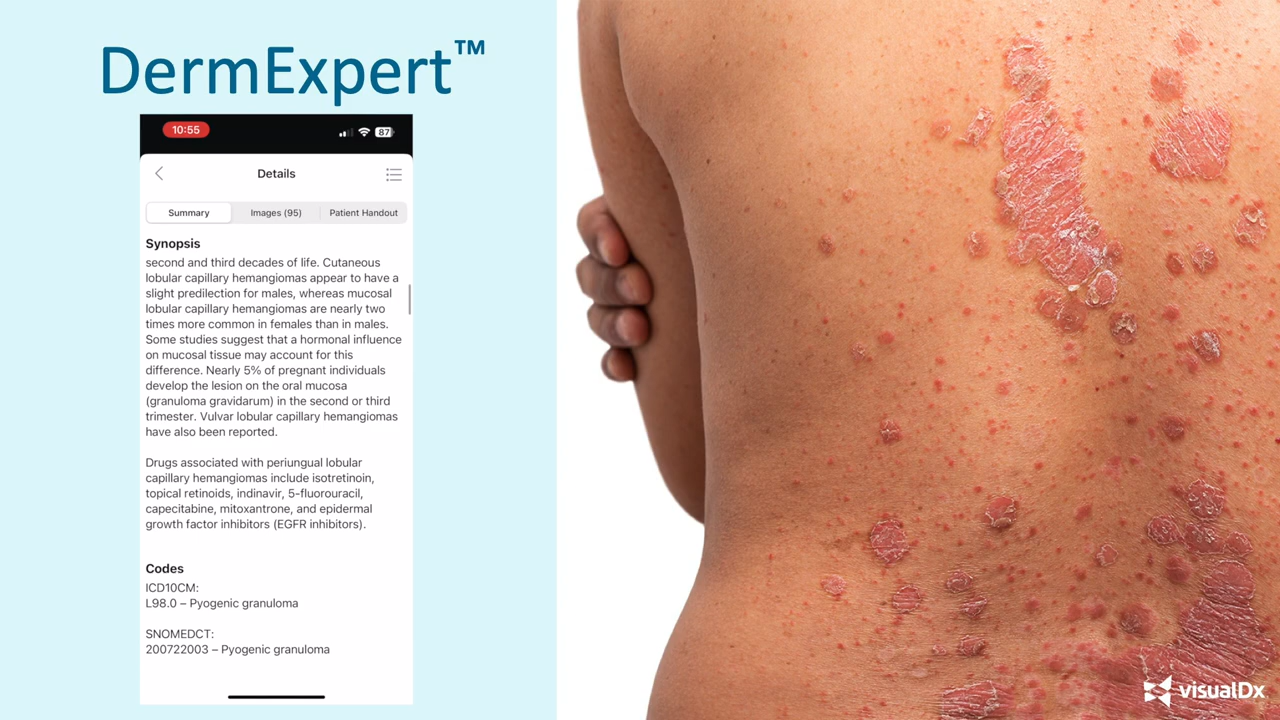 DermExpert™
10:55
87
Details
Summary
Images (95)
Patient Handout
Synopsis
second and third decades of life. Cutaneous
lobular capillary hemangiomas appear to have a
slight predilection for males, whereas mucosal
lobular capillary hemangiomas are nearly two
times more common in females than in males.
Some studies suggest that a hormonal influence
on mucosal tissue may account for this
difference. Nearly 5% of pregnant individuals
develop the lesion on the oral mucosa
(granuloma gravidarum) in the second or third
trimester. Vulvar lobular capillary hemangiomas
have also been reported.
Drugs associated with periungual lobular
capillary hemangiomas include isotretinoin,
topical retinoids, indinavir, 5-fluorouracil,
capecitabine, mitoxantrone, and epidermal
growth factor inhibitors (EGFR inhibitors).
Codes
ICD10CM:
L98.0 – Pyogenic granuloma
SNOMEDCT:
200722003 – Pyogenic granuloma
visualDx